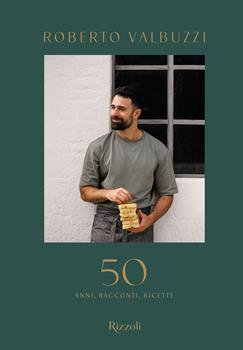 ROBERTO VALBUZZI
50
ANNI, RACCONTI, RICETTE
Rizzoli